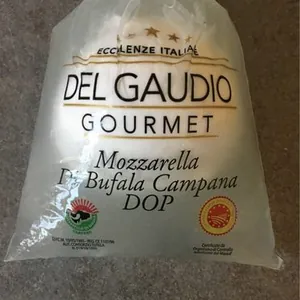 ECCELLENZE ITALIANE
DEL GAUDIO
GOURMET
Mozzarella
Di Bufala Campana
DOP